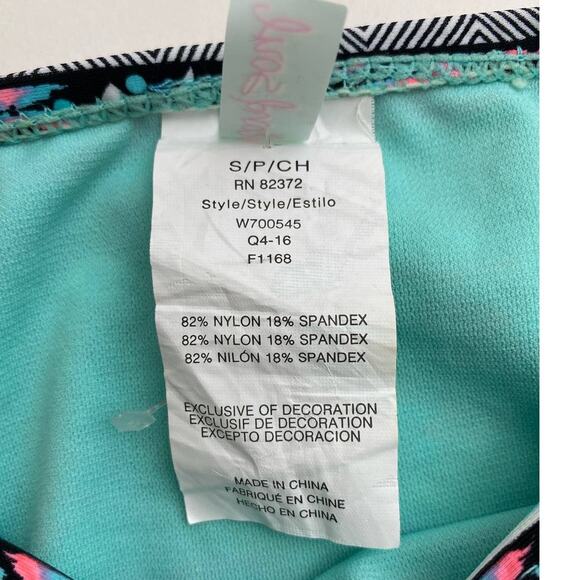 S/P/CH
RN 82372
Style/Style/Estilo
W700545
Q4-16
F1168
82% NYLON 18% SPANDEX
82% NYLON 18% SPANDEX
82% NILÓN 18% SPANDEX
EXCLUSIVE OF DECORATION
EXCLUSIF DE DECORATION
EXCEPTO DECORACION
MADE IN CHINA
FABRIQUÉ EN CHINE
HECHO EN CHINA